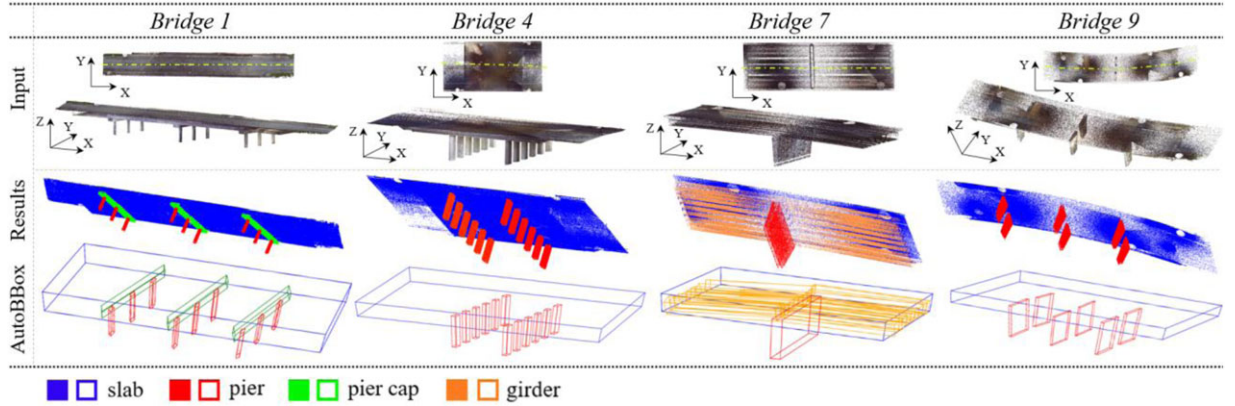 Bridge 1 Bridge 4 Bridge 7 Bridge 9
Input
Y X Y X Y X Y X
Z Y X Z Y X Z Y X Z Y X
Results
AutoBBox
slab pier pier cap girder